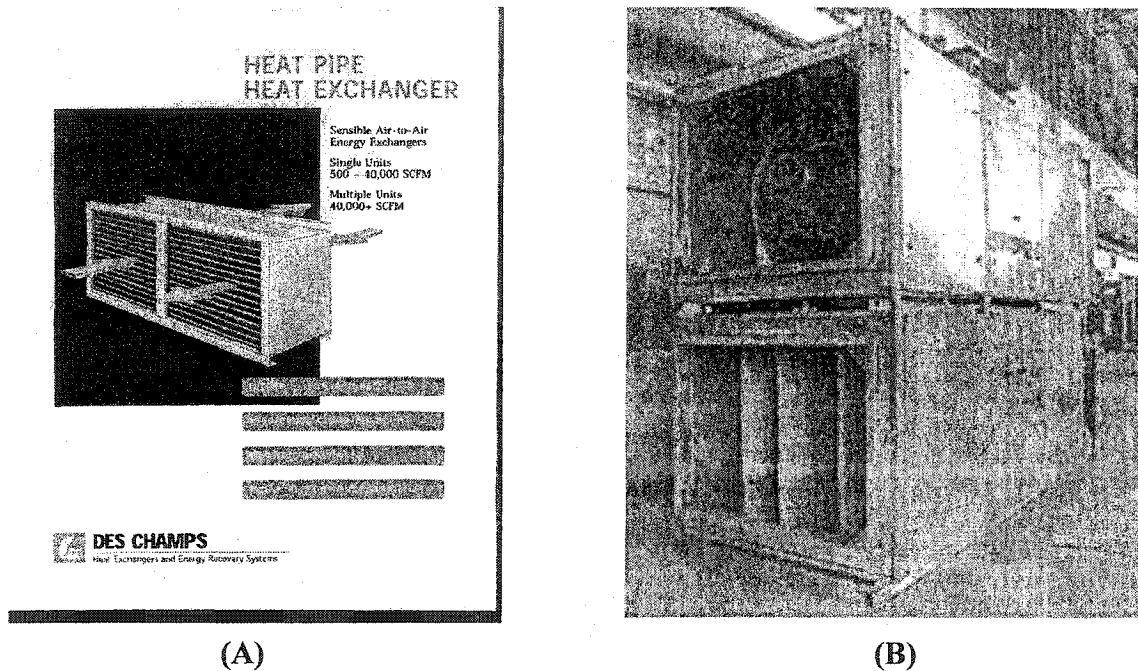 HEAT PIPE
HEAT EXCHANGER
Sensible Air-to-Air
Energy Exchangers
Single Units
500 – 40,000 SCFM
Multiple Units
40,000+ SCFM
DES CHAMPS
Heat Exchangers and Energy Recovery Systems
(A)
(B)